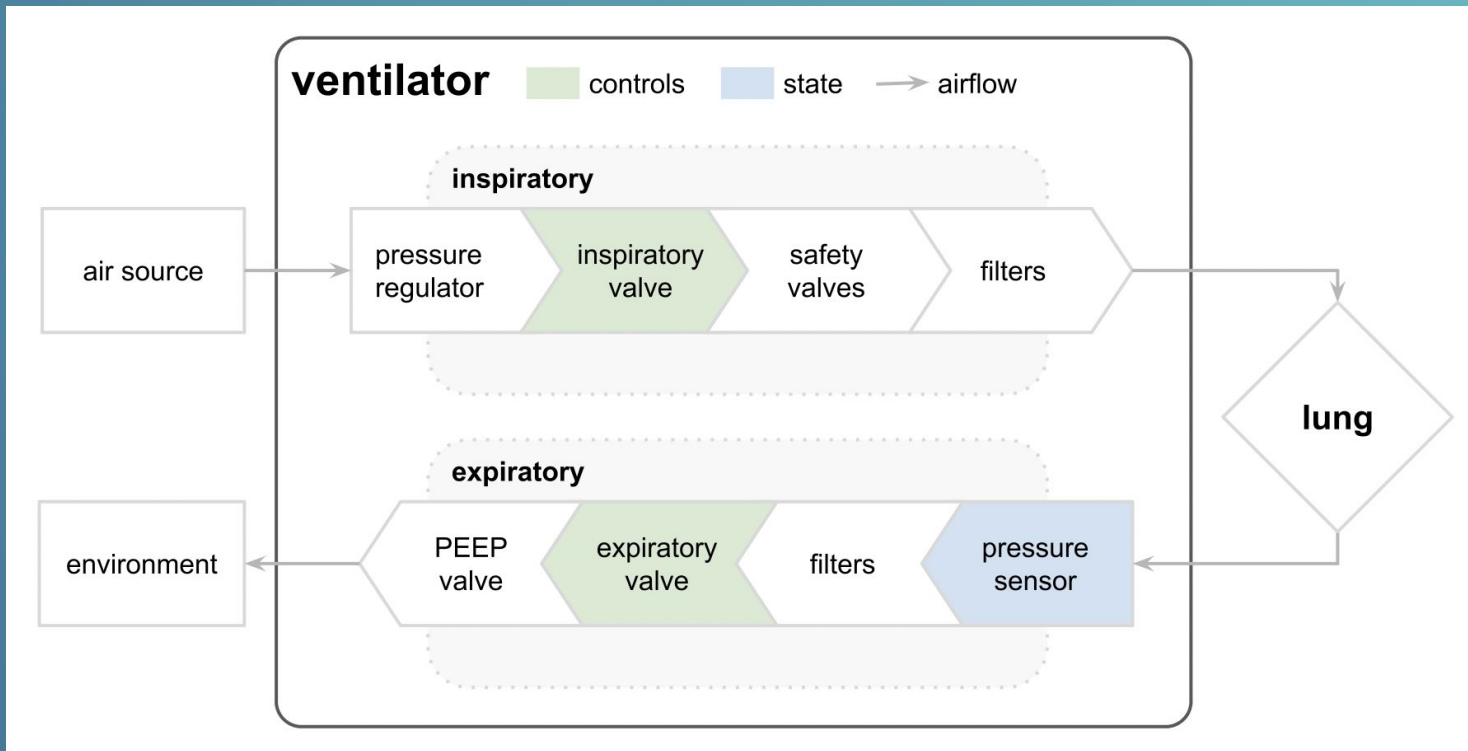 ventilator controls state airflow
inspiratory
air source
pressure
regulator
inspiratory
valve
safety
valves
filters
lung
expiratory
environment
PEEP
valve
expiratory
valve
filters
pressure
sensor